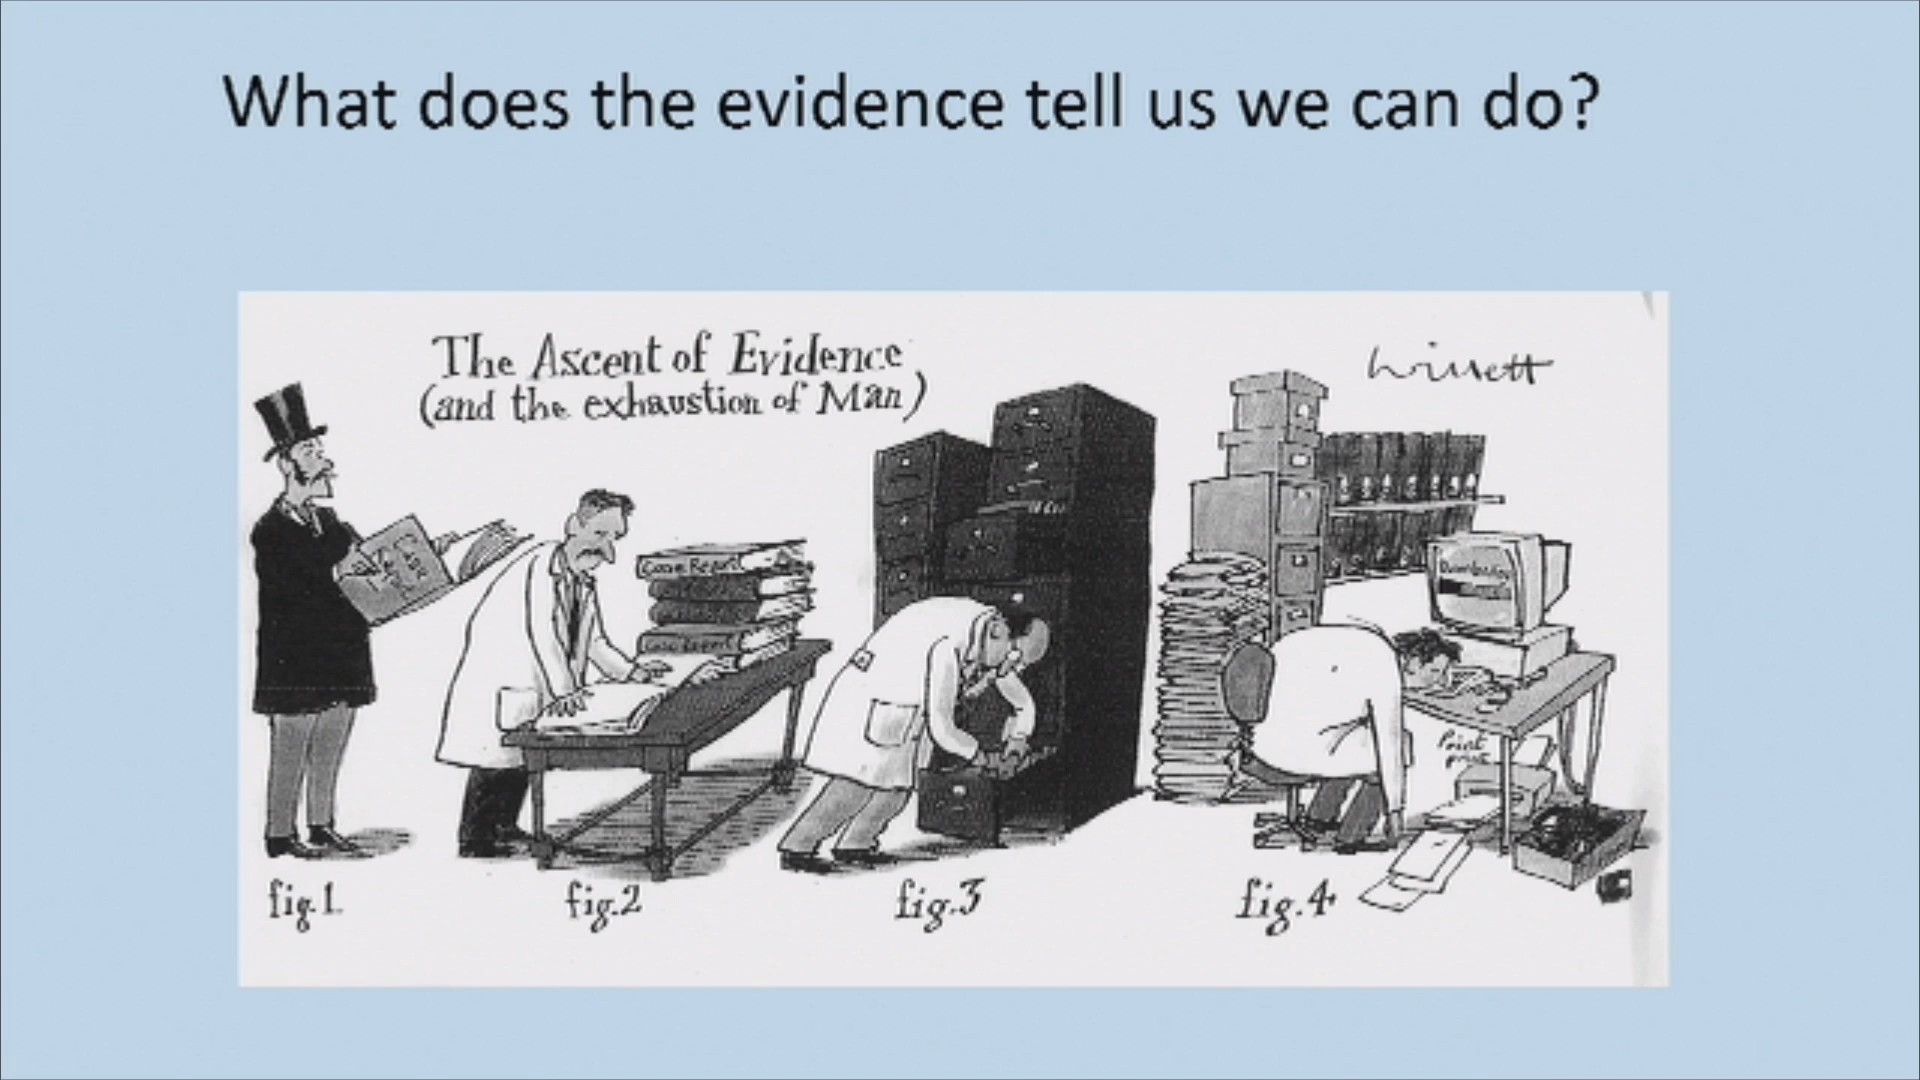 What does the evidence tell us we can do?
The Ascent of Evidence
(and the exhaustion of Man)
Case Report
Case Report
Print
fig.1
fig.2
fig.3
fig.4